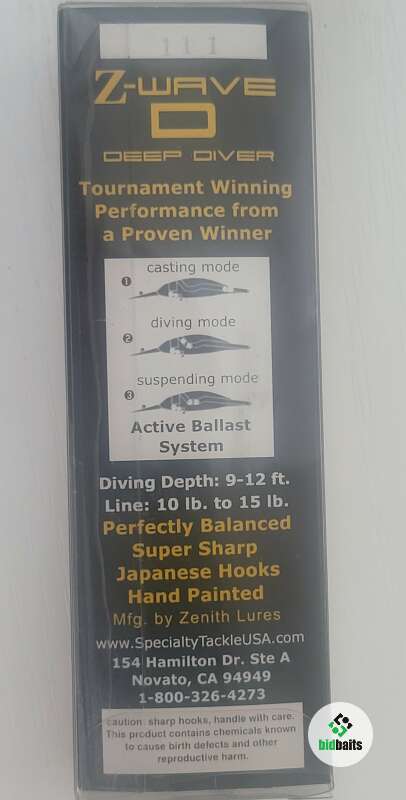 111
Z-WAVE
D
DEEP DIVER
Tournament Winning
Performance from
a Proven Winner
casting mode
1
diving mode
2
suspending mode
3
Active Ballast
System
Diving Depth: 9-12 ft.
Line: 10 lb. to 15 lb.
Perfectly Balanced
Super Sharp
Japanese Hooks
Hand Painted
Mfg. by Zenith Lures
www.SpecialtyTackleUSA.com
154 Hamilton Dr. Ste A
Novato, CA 94949
1-800-326-4273
caution: sharp hooks, handle with care.
This product contains chemicals known
to cause birth defects and other
reproductive harm.
bidbaits